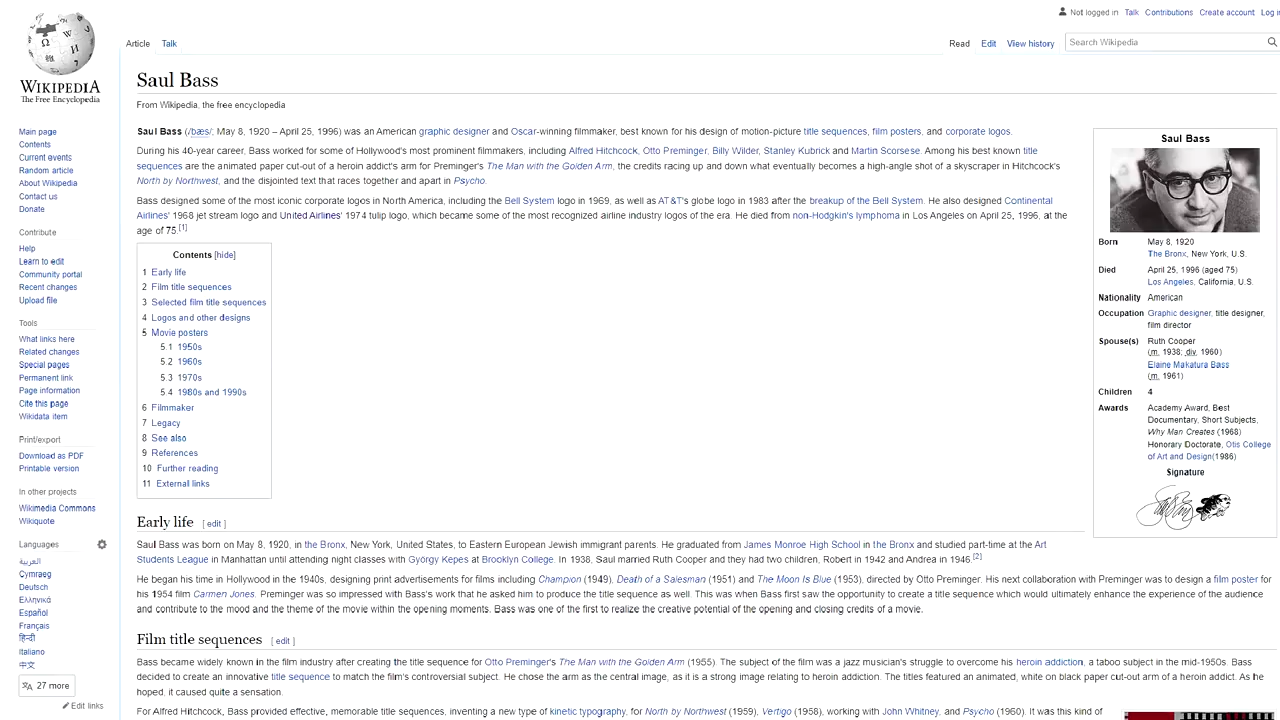 Not logged in Talk Contributions Create account Log i
Article Talk
Read Edit View history
Search Wikipedia
WIKIPEDIA
The Free Encyclopedia
Main page
Contents
Current events
Random article
About Wikipedia
Contact us
Donate
Contribute
Help
Learn to edit
Community portal
Recent changes
Upload file
Tools
What links here
Related changes
Special pages
Permanent link
Page information
Cite this page
Wikidata item
Print/export
Download as PDF
Printable version
In other projects
Wikimedia Commons
Wikiquote
Languages
العربية
Cymraeg
Deutsch
Ελληνικά
Español
Français
हिन्दी
Italiano
中文
27 more
Edit links
Saul Bass
From Wikipedia, the free encyclopedia
Saul Bass (/bæs/; May 8, 1920 – April 25, 1996) was an American graphic designer and Oscar-winning filmmaker, best known for his design of motion-picture title sequences, film posters, and corporate logos.
During his 40-year career, Bass worked for some of Hollywood's most prominent filmmakers, including Alfred Hitchcock, Otto Preminger, Billy Wilder, Stanley Kubrick and Martin Scorsese. Among his best known title
sequences are the animated paper cut-out of a heroin addict's arm for Preminger's The Man with the Golden Arm, the credits racing up and down what eventually becomes a high-angle shot of a skyscraper in Hitchcock's
North by Northwest, and the disjointed text that races together and apart in Psycho.
Bass designed some of the most iconic corporate logos in North America, including the Bell System logo in 1969, as well as AT&T's globe logo in 1983 after the breakup of the Bell System. He also designed Continental
Airlines' 1968 jet stream logo and United Airlines' 1974 tulip logo, which became some of the most recognized airline industry logos of the era. He died from non-Hodgkin's lymphoma in Los Angeles on April 25, 1996, at the
age of 75.[1]
Contents [hide]
1 Early life
2 Film title sequences
3 Selected film title sequences
4 Logos and other designs
5 Movie posters
5.1 1950s
5.2 1960s
5.3 1970s
5.4 1980s and 1990s
6 Filmmaker
7 Legacy
8 See also
9 References
10 Further reading
11 External links
Saul Bass
Born May 8, 1920
The Bronx, New York, U.S.
Died April 25, 1996 (aged 75)
Los Angeles, California, U.S.
Nationality American
Occupation Graphic designer, title designer,
film director
Spouse(s) Ruth Cooper
(m. 1938; div. 1960)
Elaine Makatura Bass
(m. 1961)
Children 4
Awards Academy Award, Best
Documentary, Short Subjects,
Why Man Creates (1968)
Honorary Doctorate, Otis College
of Art and Design(1986)
Signature
Early life [ edit ]
Saul Bass was born on May 8, 1920, in the Bronx, New York, United States, to Eastern European Jewish immigrant parents. He graduated from James Monroe High School in the Bronx and studied part-time at the Art
Students League in Manhattan until attending night classes with György Kepes at Brooklyn College. In 1938, Saul married Ruth Cooper and they had two children, Robert in 1942 and Andrea in 1946.[2]
He began his time in Hollywood in the 1940s, designing print advertisements for films including Champion (1949), Death of a Salesman (1951) and The Moon Is Blue (1953), directed by Otto Preminger. His next collaboration with Preminger was to design a film poster for
his 1954 film Carmen Jones. Preminger was so impressed with Bass's work that he asked him to produce the title sequence as well. This was when Bass first saw the opportunity to create a title sequence which would ultimately enhance the experience of the audience
and contribute to the mood and the theme of the movie within the opening moments. Bass was one of the first to realize the creative potential of the opening and closing credits of a movie.
Film title sequences [ edit ]
Bass became widely known in the film industry after creating the title sequence for Otto Preminger's The Man with the Golden Arm (1955). The subject of the film was a jazz musician's struggle to overcome his heroin addiction, a taboo subject in the mid-1950s. Bass
decided to create an innovative title sequence to match the film's controversial subject. He chose the arm as the central image, as it is a strong image relating to heroin addiction. The titles featured an animated, white on black paper cut-out arm of a heroin addict. As he
hoped, it caused quite a sensation.
For Alfred Hitchcock, Bass provided effective, memorable title sequences, inventing a new type of kinetic typography, for North by Northwest (1959), Vertigo (1958), working with John Whitney, and Psycho (1960). It was this kind of